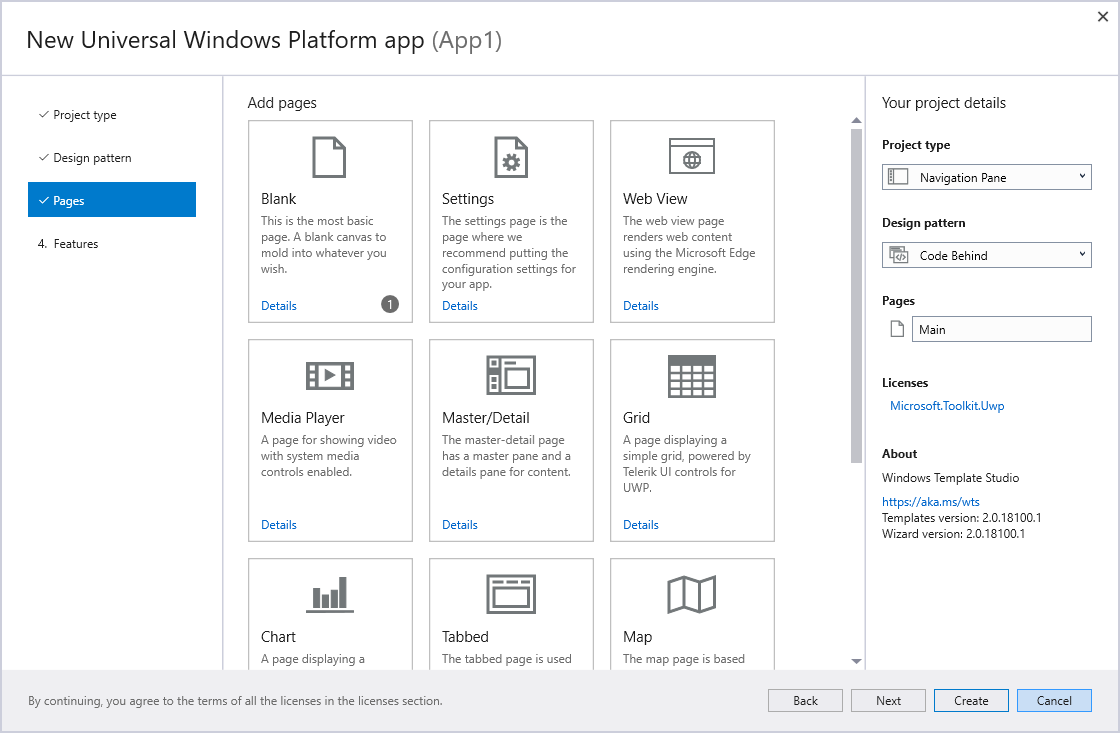 New Universal Windows Platform app (App1)
Project type
Design pattern
Pages
4. Features
Add pages
Blank
This is the most basic
page. A blank canvas to
mold into whatever you
wish.
Details
1
Settings
The settings page is the
page where we
recommend putting the
configuration settings for
your app.
Details
Web View
The web view page
renders web content
using the Microsoft Edge
rendering engine.
Details
Media Player
A page for showing video
with system media
controls enabled.
Details
Master/Detail
The master-detail page
has a master pane and a
details pane for content.
Details
Grid
A page displaying a
simple grid, powered by
Telerik UI controls for
UWP.
Details
Chart
A page displaying a
Tabbed
The tabbed page is used
Map
The map page is based
Your project details
Project type
Navigation Pane
Design pattern
Code Behind
Pages
Main
Licenses
Microsoft.Toolkit.Uwp
About
Windows Template Studio
https://aka.ms/wts
Templates version: 2.0.18100.1
Wizard version: 2.0.18100.1
By continuing, you agree to the terms of all the licenses in the licenses section.
Back
Next
Create
Cancel